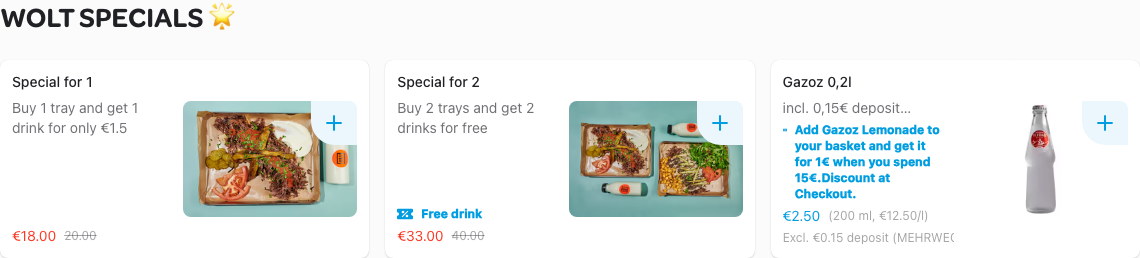 WOLT SPECIALS 🌟
Special for 1
Buy 1 tray and get 1
drink for only €1.5
€18.00 20.00
Special for 2
Buy 2 trays and get 2
drinks for free
Free drink
€33.00 40.00
Gazoz 0,2l
incl. 0,15€ deposit...
Add Gazoz Lemonade to
your basket and get it
for 1€ when you spend
15€.Discount at
Checkout.
€2.50 (200 ml, €12.50/l)
Excl. €0.15 deposit (MEHRWEG